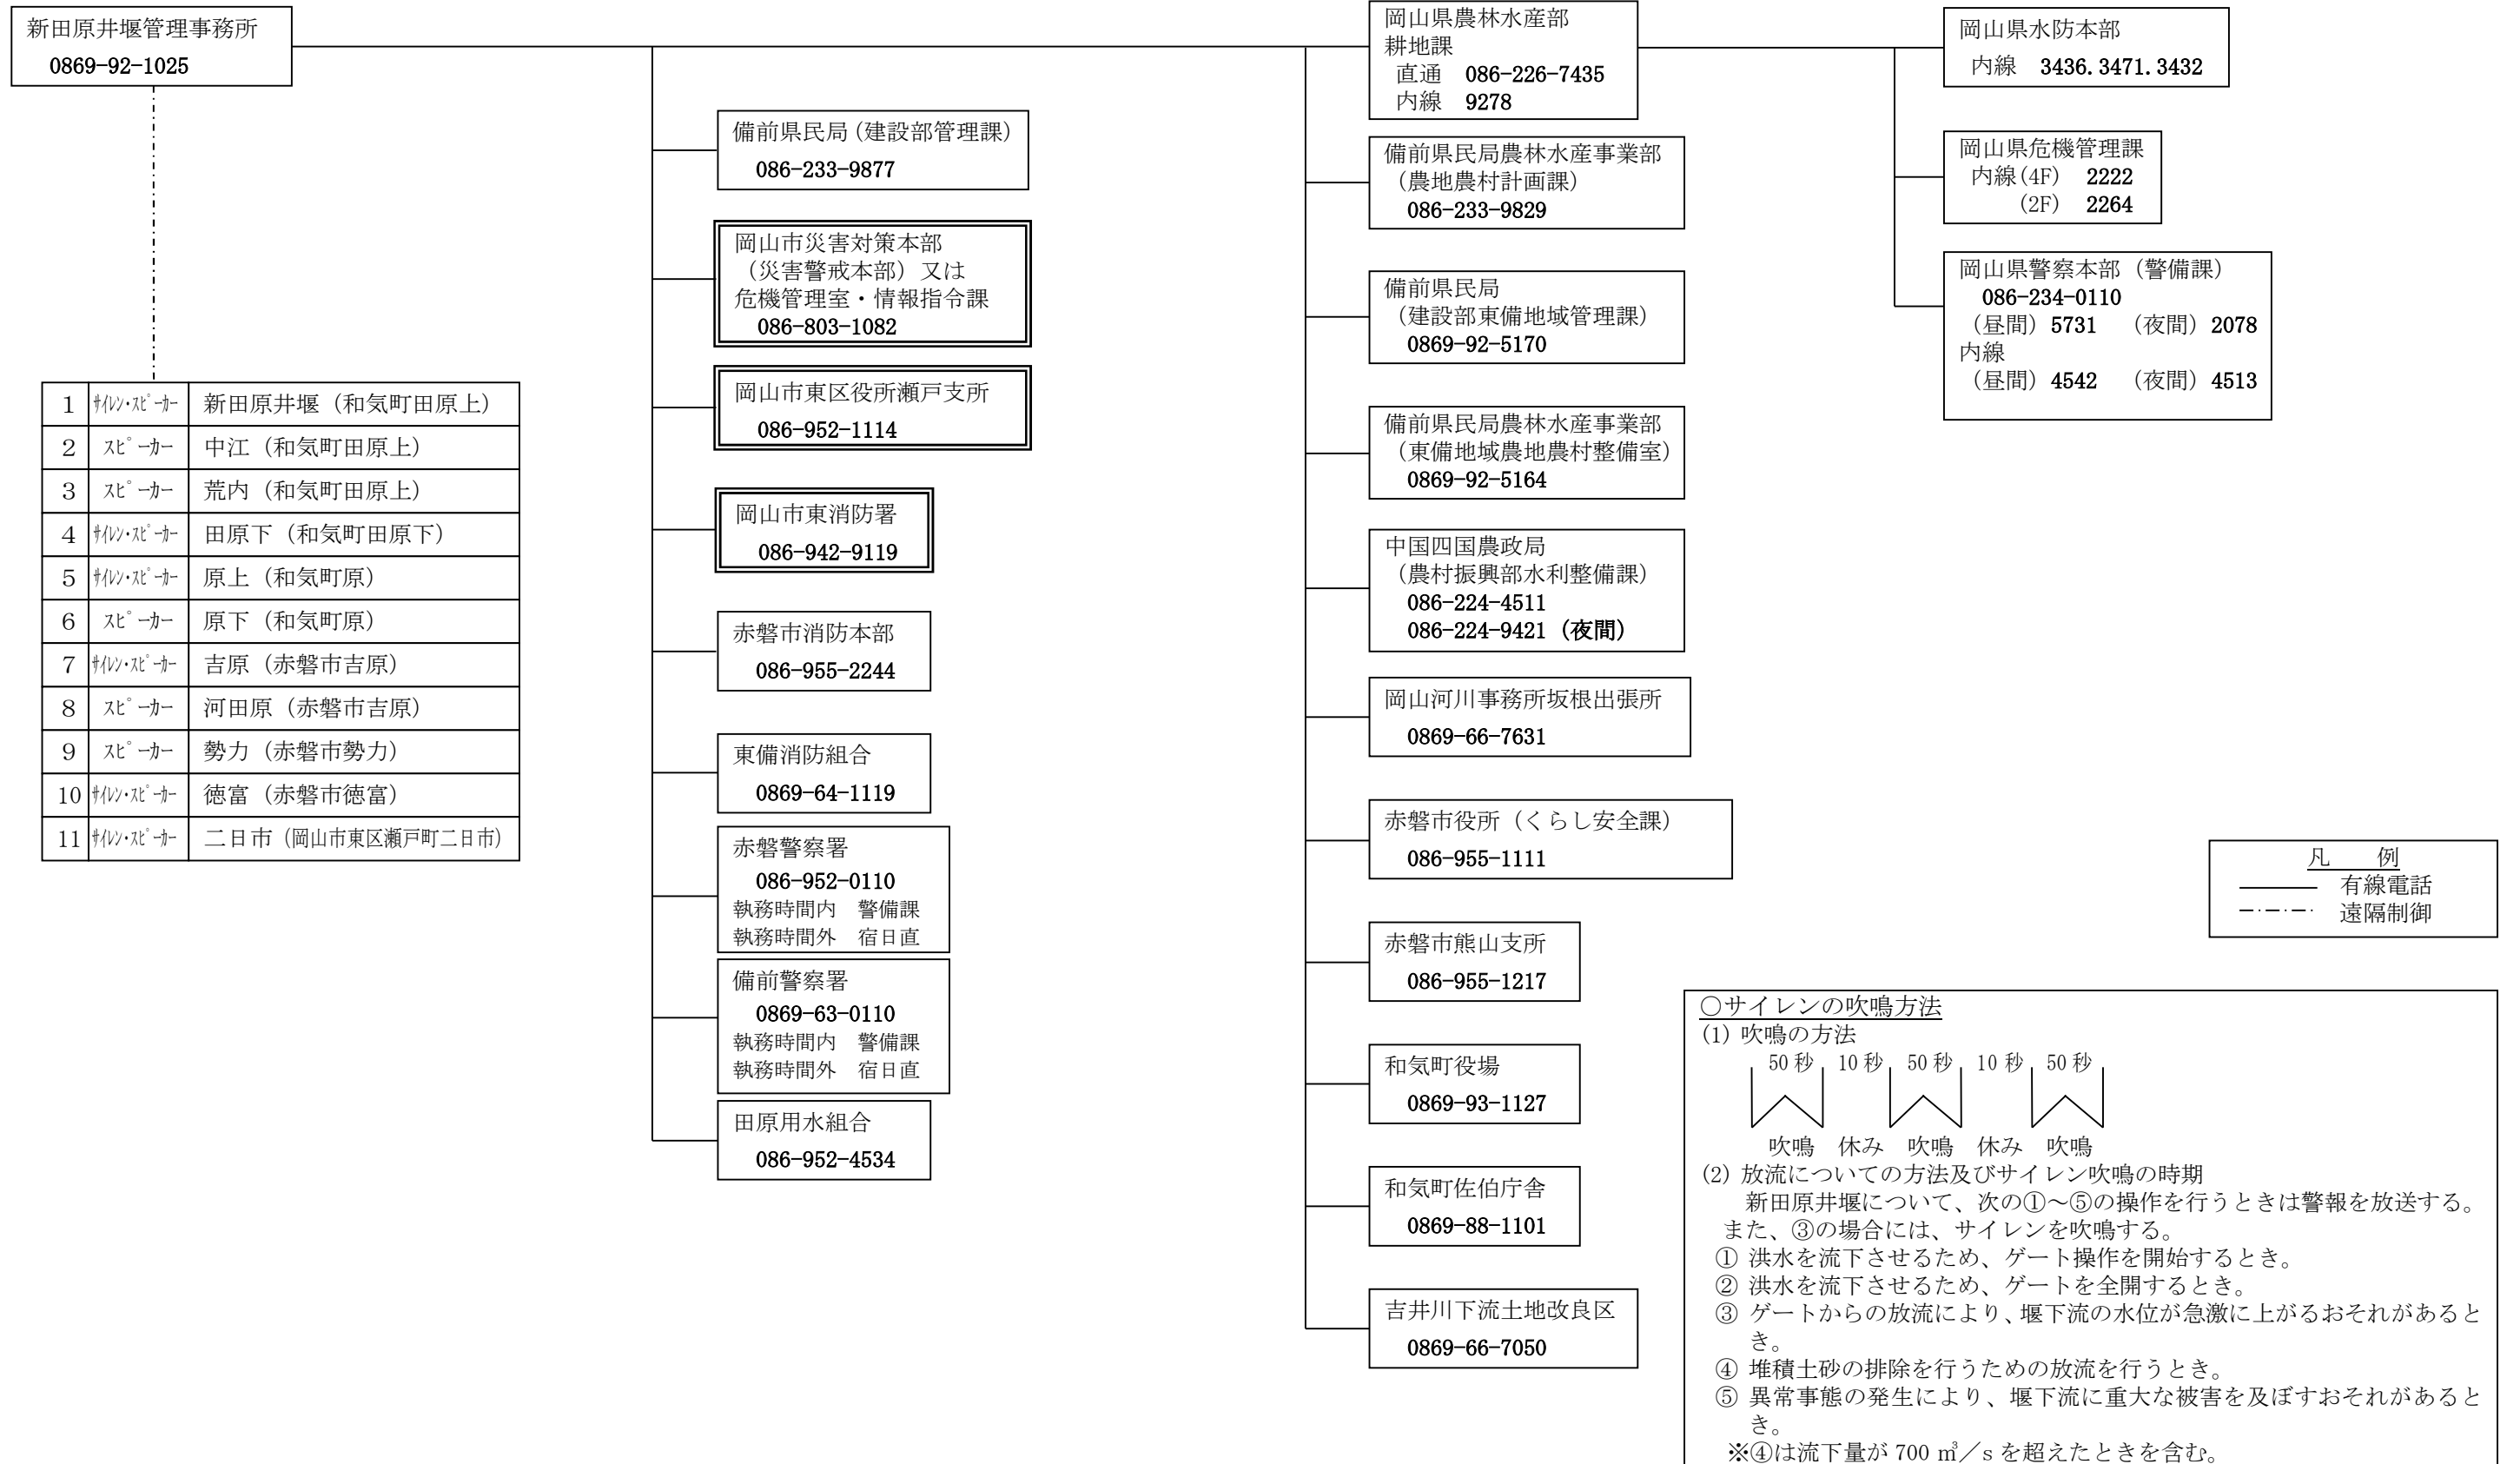 新田原井堰管理事務所
0869-92-1025
1 ｻｲﾚﾝ･ｽﾋﾟｰｶｰ 新田原井堰（和気町田原上）
2 ｽﾋﾟｰｶｰ 中江（和気町田原上）
3 ｽﾋﾟｰｶｰ 荒内（和気町田原上）
4 ｻｲﾚﾝ･ｽﾋﾟｰｶｰ 田原下（和気町田原下）
5 ｻｲﾚﾝ･ｽﾋﾟｰｶｰ 原上（和気町原）
6 ｽﾋﾟｰｶｰ 原下（和気町原）
7 ｻｲﾚﾝ･ｽﾋﾟｰｶｰ 吉原（赤磐市吉原）
8 ｽﾋﾟｰｶｰ 河田原（赤磐市吉原）
9 ｽﾋﾟｰｶｰ 勢力（赤磐市勢力）
10 ｻｲﾚﾝ･ｽﾋﾟｰｶｰ 徳富（赤磐市徳富）
11 ｻｲﾚﾝ･ｽﾋﾟｰｶｰ 二日市（岡山市東区瀬戸町二日市）
備前県民局（建設部管理課）
086-233-9877
岡山市災害対策本部
（災害警戒本部）又は
危機管理室・情報指令課
086-803-1082
岡山市東区役所瀬戸支所
086-952-1114
岡山市東消防署
086-942-9119
赤磐市消防本部
086-955-2244
東備消防組合
0869-64-1119
赤磐警察署
086-952-0110
執務時間内　警備課
執務時間外　宿日直
備前警察署
0869-63-0110
執務時間内　警備課
執務時間外　宿日直
田原用水組合
086-952-4534
岡山県農林水産部
耕地課
直通　086-226-7435
内線　9278
備前県民局農林水産事業部
（農地農村計画課）
086-233-9829
備前県民局
（建設部東備地域管理課）
0869-92-5170
備前県民局農林水産事業部
（東備地域農地農村整備室）
0869-92-5164
中国四国農政局
（農村振興部水利整備課）
086-224-4511
086-224-9421（夜間）
岡山河川事務所坂根出張所
0869-66-7631
赤磐市役所（くらし安全課）
086-955-1111
赤磐市熊山支所
086-955-1217
和気町役場
0869-93-1127
和気町佐伯庁舎
0869-88-1101
吉井川下流土地改良区
0869-66-7050
岡山県水防本部
内線　3436.3471.3432
岡山県危機管理課
内線(4F)　2222
(2F)　2264
岡山県警察本部（警備課）
086-234-0110
（昼間）5731　（夜間）2078
内線
（昼間）4542　（夜間）4513
凡　例
有線電話
遠隔制御
○サイレンの吹鳴方法
(1) 吹鳴の方法
50秒　10秒　50秒　10秒　50秒
吹鳴　休み　吹鳴　休み　吹鳴
(2) 放流についての方法及びサイレン吹鳴の時期
新田原井堰について、次の①～⑤の操作を行うときは警報を放送する。
また、③の場合には、サイレンを吹鳴する。
① 洪水を流下させるため、ゲート操作を開始するとき。
② 洪水を流下させるため、ゲートを全開するとき。
③ ゲートからの放流により、堰下流の水位が急激に上がるおそれがあると
き。
④ 堆積土砂の排除を行うための放流を行うとき。
⑤ 異常事態の発生により、堰下流に重大な被害を及ぼすおそれがあると
き。
※④は流下量が 700 ㎥／s を超えたときを含む。